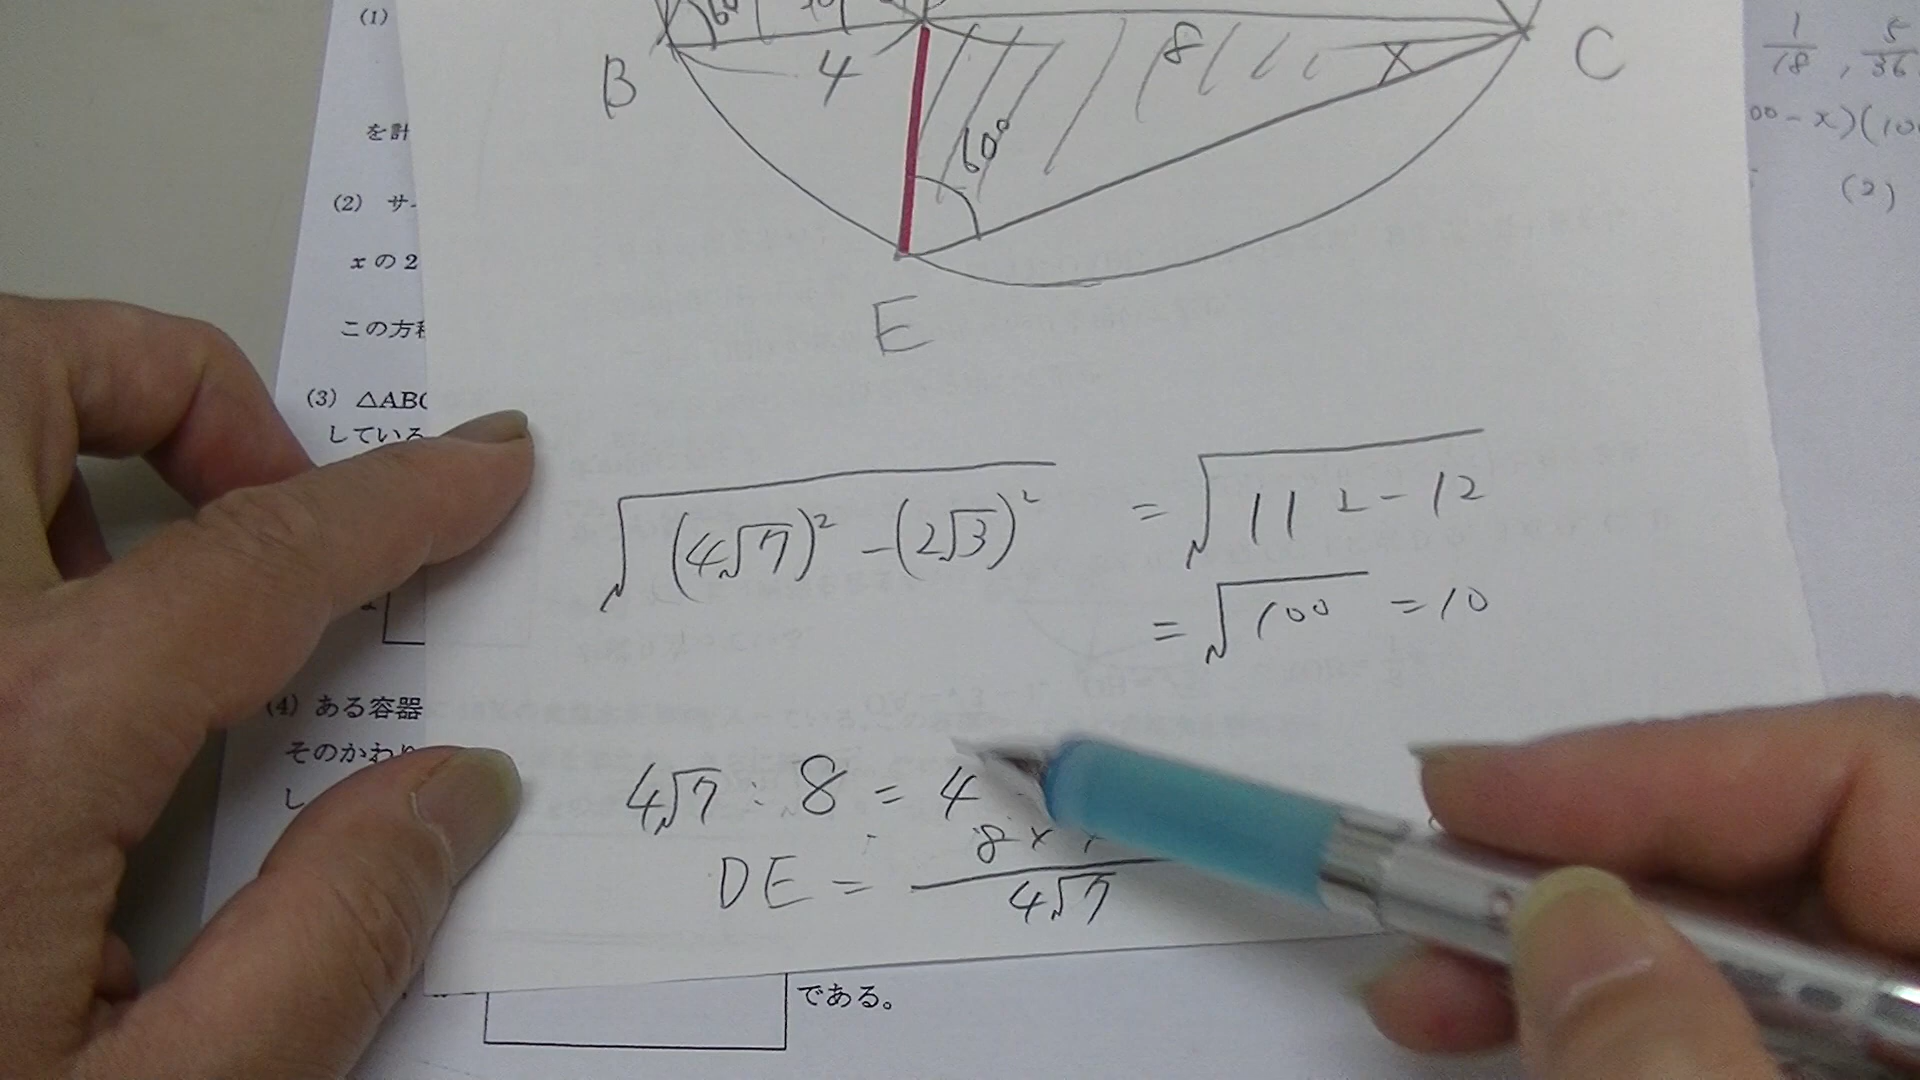 (1)
60
B
4
8
x
C
1/18 , 5/36
を計
60°
00-x)(10
(2) サ
(2)
xの2
この方程
E
(3) △ABC
している
√((4√7)² - (2√3)²) = √(11²-12)
= √100 = 10
(4) ある容器
そのかわり
し
4√7 : 8 = 4
DE = 8×/4√7
である。